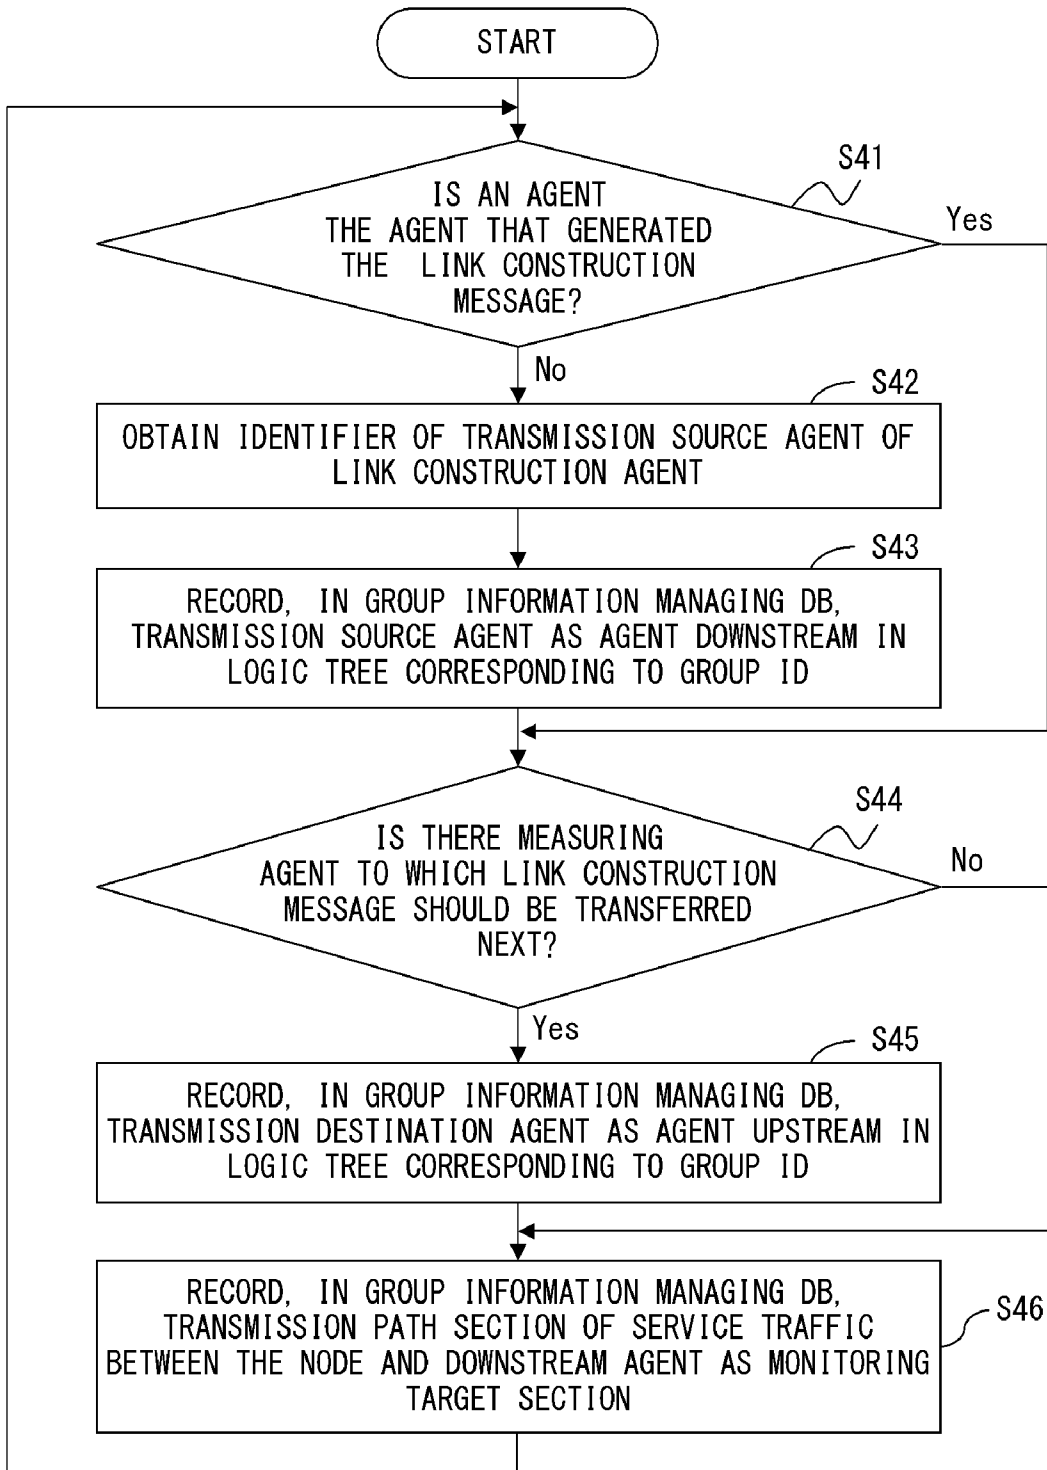 START
S41
IS AN AGENT
THE AGENT THAT GENERATED
THE LINK CONSTRUCTION
MESSAGE?
Yes
No
S42
OBTAIN IDENTIFIER OF TRANSMISSION SOURCE AGENT OF
LINK CONSTRUCTION AGENT
S43
RECORD, IN GROUP INFORMATION MANAGING DB,
TRANSMISSION SOURCE AGENT AS AGENT DOWNSTREAM IN
LOGIC TREE CORRESPONDING TO GROUP ID
S44
IS THERE MEASURING
AGENT TO WHICH LINK CONSTRUCTION
MESSAGE SHOULD BE TRANSFERRED
NEXT?
No
Yes
S45
RECORD, IN GROUP INFORMATION MANAGING DB,
TRANSMISSION DESTINATION AGENT AS AGENT UPSTREAM IN
LOGIC TREE CORRESPONDING TO GROUP ID
RECORD, IN GROUP INFORMATION MANAGING DB,
TRANSMISSION PATH SECTION OF SERVICE TRAFFIC
BETWEEN THE NODE AND DOWNSTREAM AGENT AS MONITORING
TARGET SECTION
S46